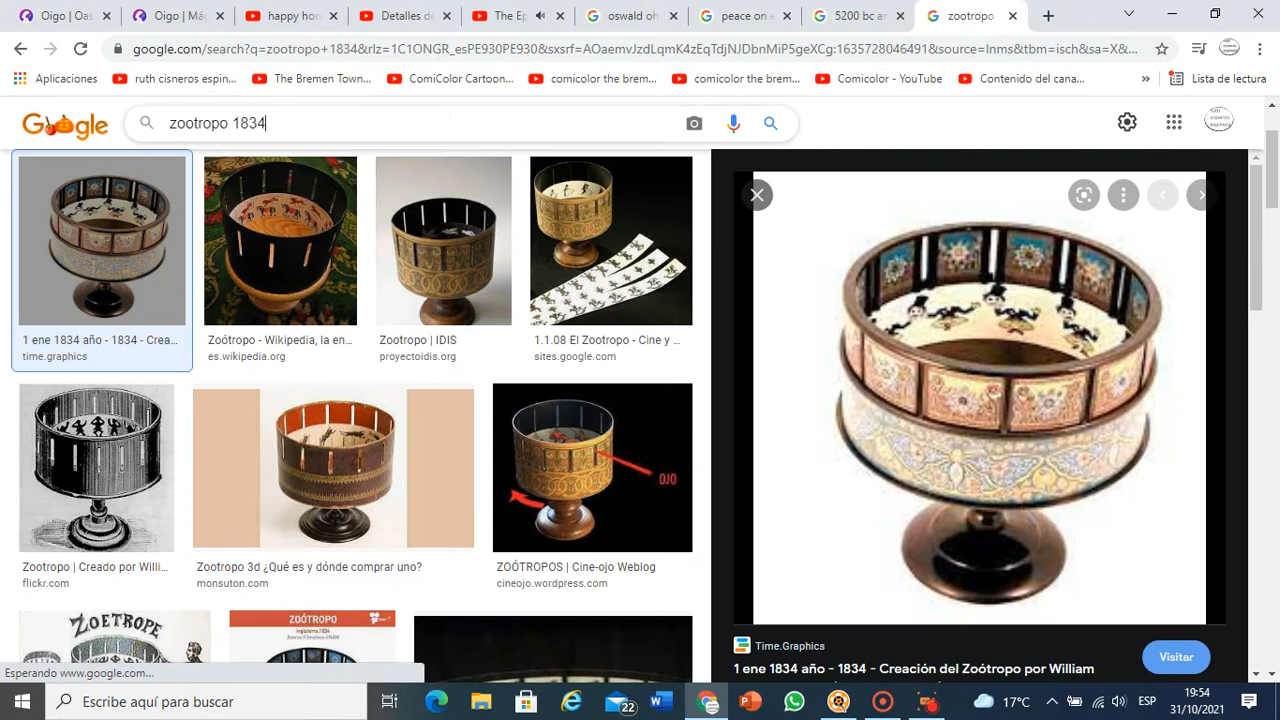 Oigo | Oas
Oigo | Má
happy hor
Detalles de
The Ep
oswald oh
peace on e
5200 bc an
zootropo
google.com/search?q=zootropo+1834&rlz=1C1ONGR_esPE930PE930&sxsrf=AOaemvJzdLqmK4zEqTdjNJDbnMiP5geXCg:1635728046491&source=lnms&tbm=isch&sa=X&...
Aplicaciones
ruth cisneros espin...
The Bremen Town...
ComiColor Cartoon...
comicolor the brem...
comicolor the brem...
Comicolor - YouTube
Contenido del cana...
»
Lista de lectura
Google
zootropo 1834
1 ene 1834 año - 1834 - Crea...
time.graphics
Zoótropo - Wikipedia, la en...
es.wikipedia.org
Zootropo | IDIS
proyectoidis.org
1.1.08 El Zootropo - Cine y ...
sites.google.com
OJO
Zootropo | Creado por Willi...
flickr.com
Zootropo 3d ¿Qué es y dónde comprar uno?
monsuton.com
ZOÓTROPOS | Cine-ojo Weblog
cineojo.wordpress.com
ZOETROPE
ZOÓTROPO
Time.Graphics
1 ene 1834 año - 1834 - Creación del Zoótropo por William
Visitar
Esperando www.google.com...
Escribe aquí para buscar
22
17°C
ESP
19:54
31/10/2021